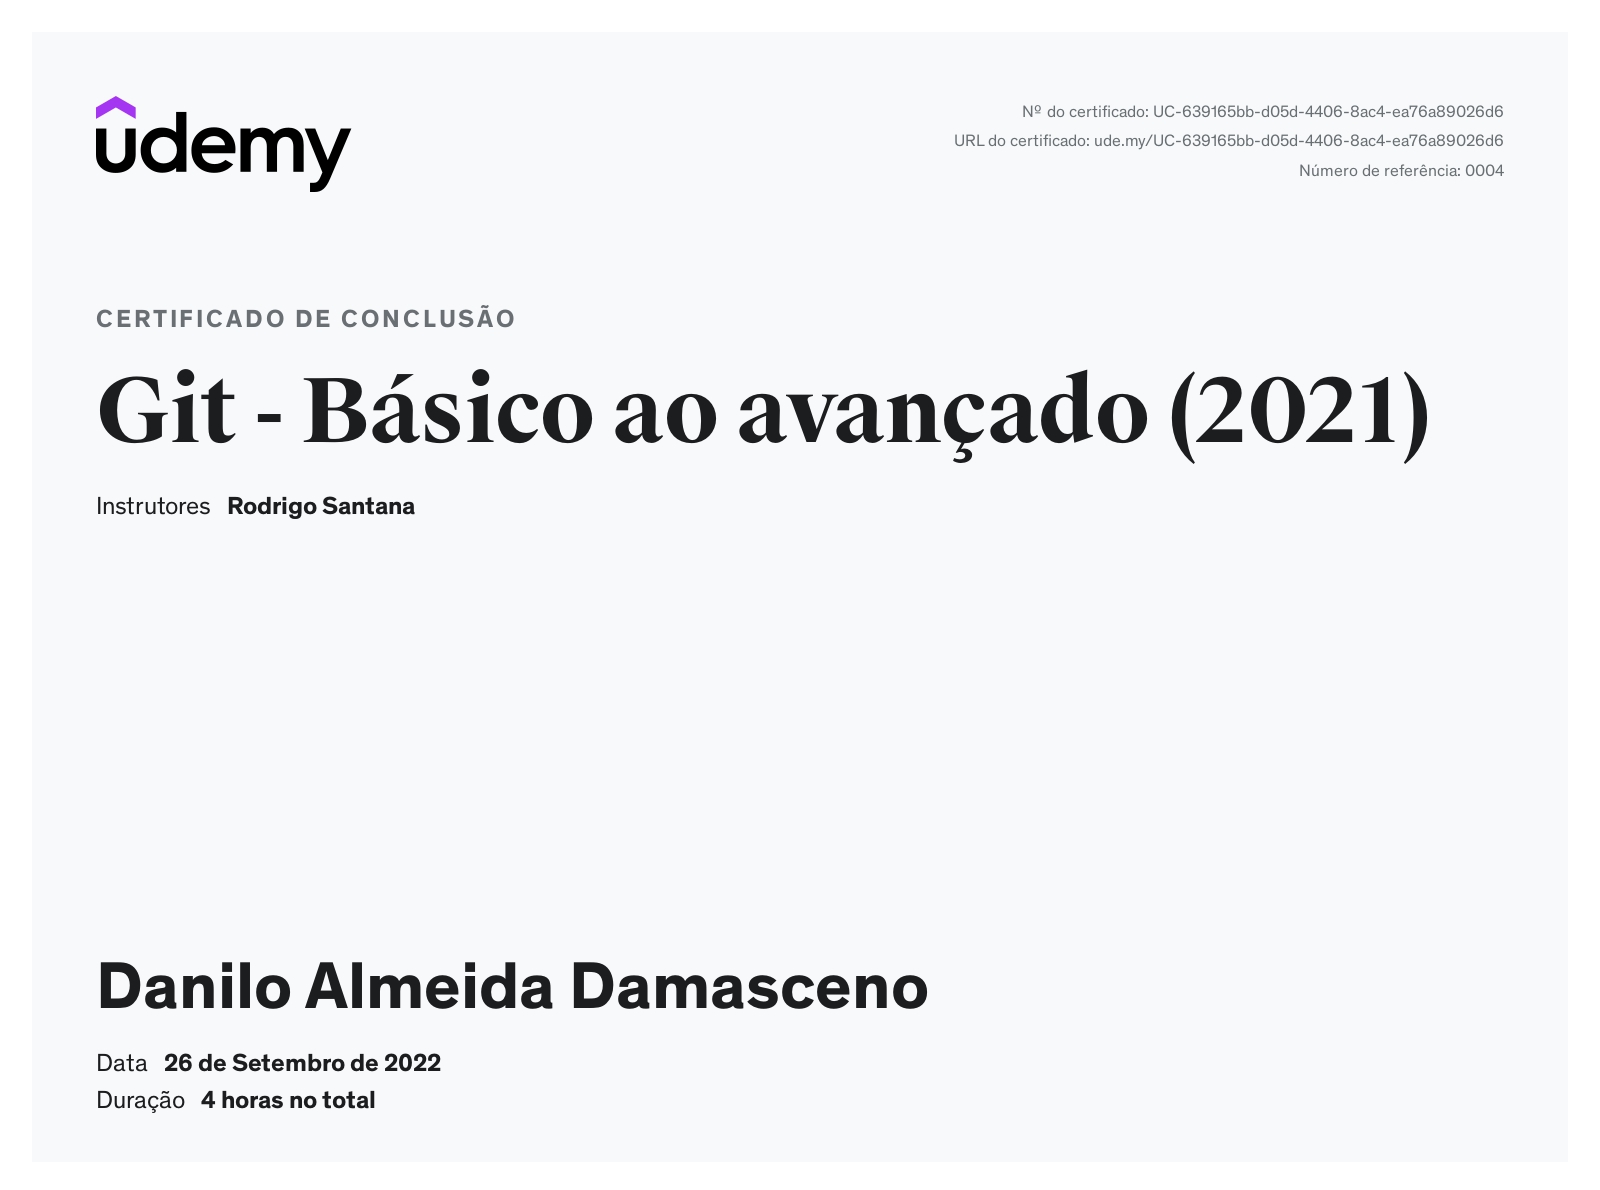 udemy
Nº do certificado: UC-639165bb-d05d-4406-8ac4-ea76a89026d6
URL do certificado: ude.my/UC-639165bb-d05d-4406-8ac4-ea76a89026d6
Número de referência: 0004
CERTIFICADO DE CONCLUSÃO
Git - Básico ao avançado (2021)
Instrutores Rodrigo Santana
Danilo Almeida Damasceno
Data 26 de Setembro de 2022
Duração 4 horas no total